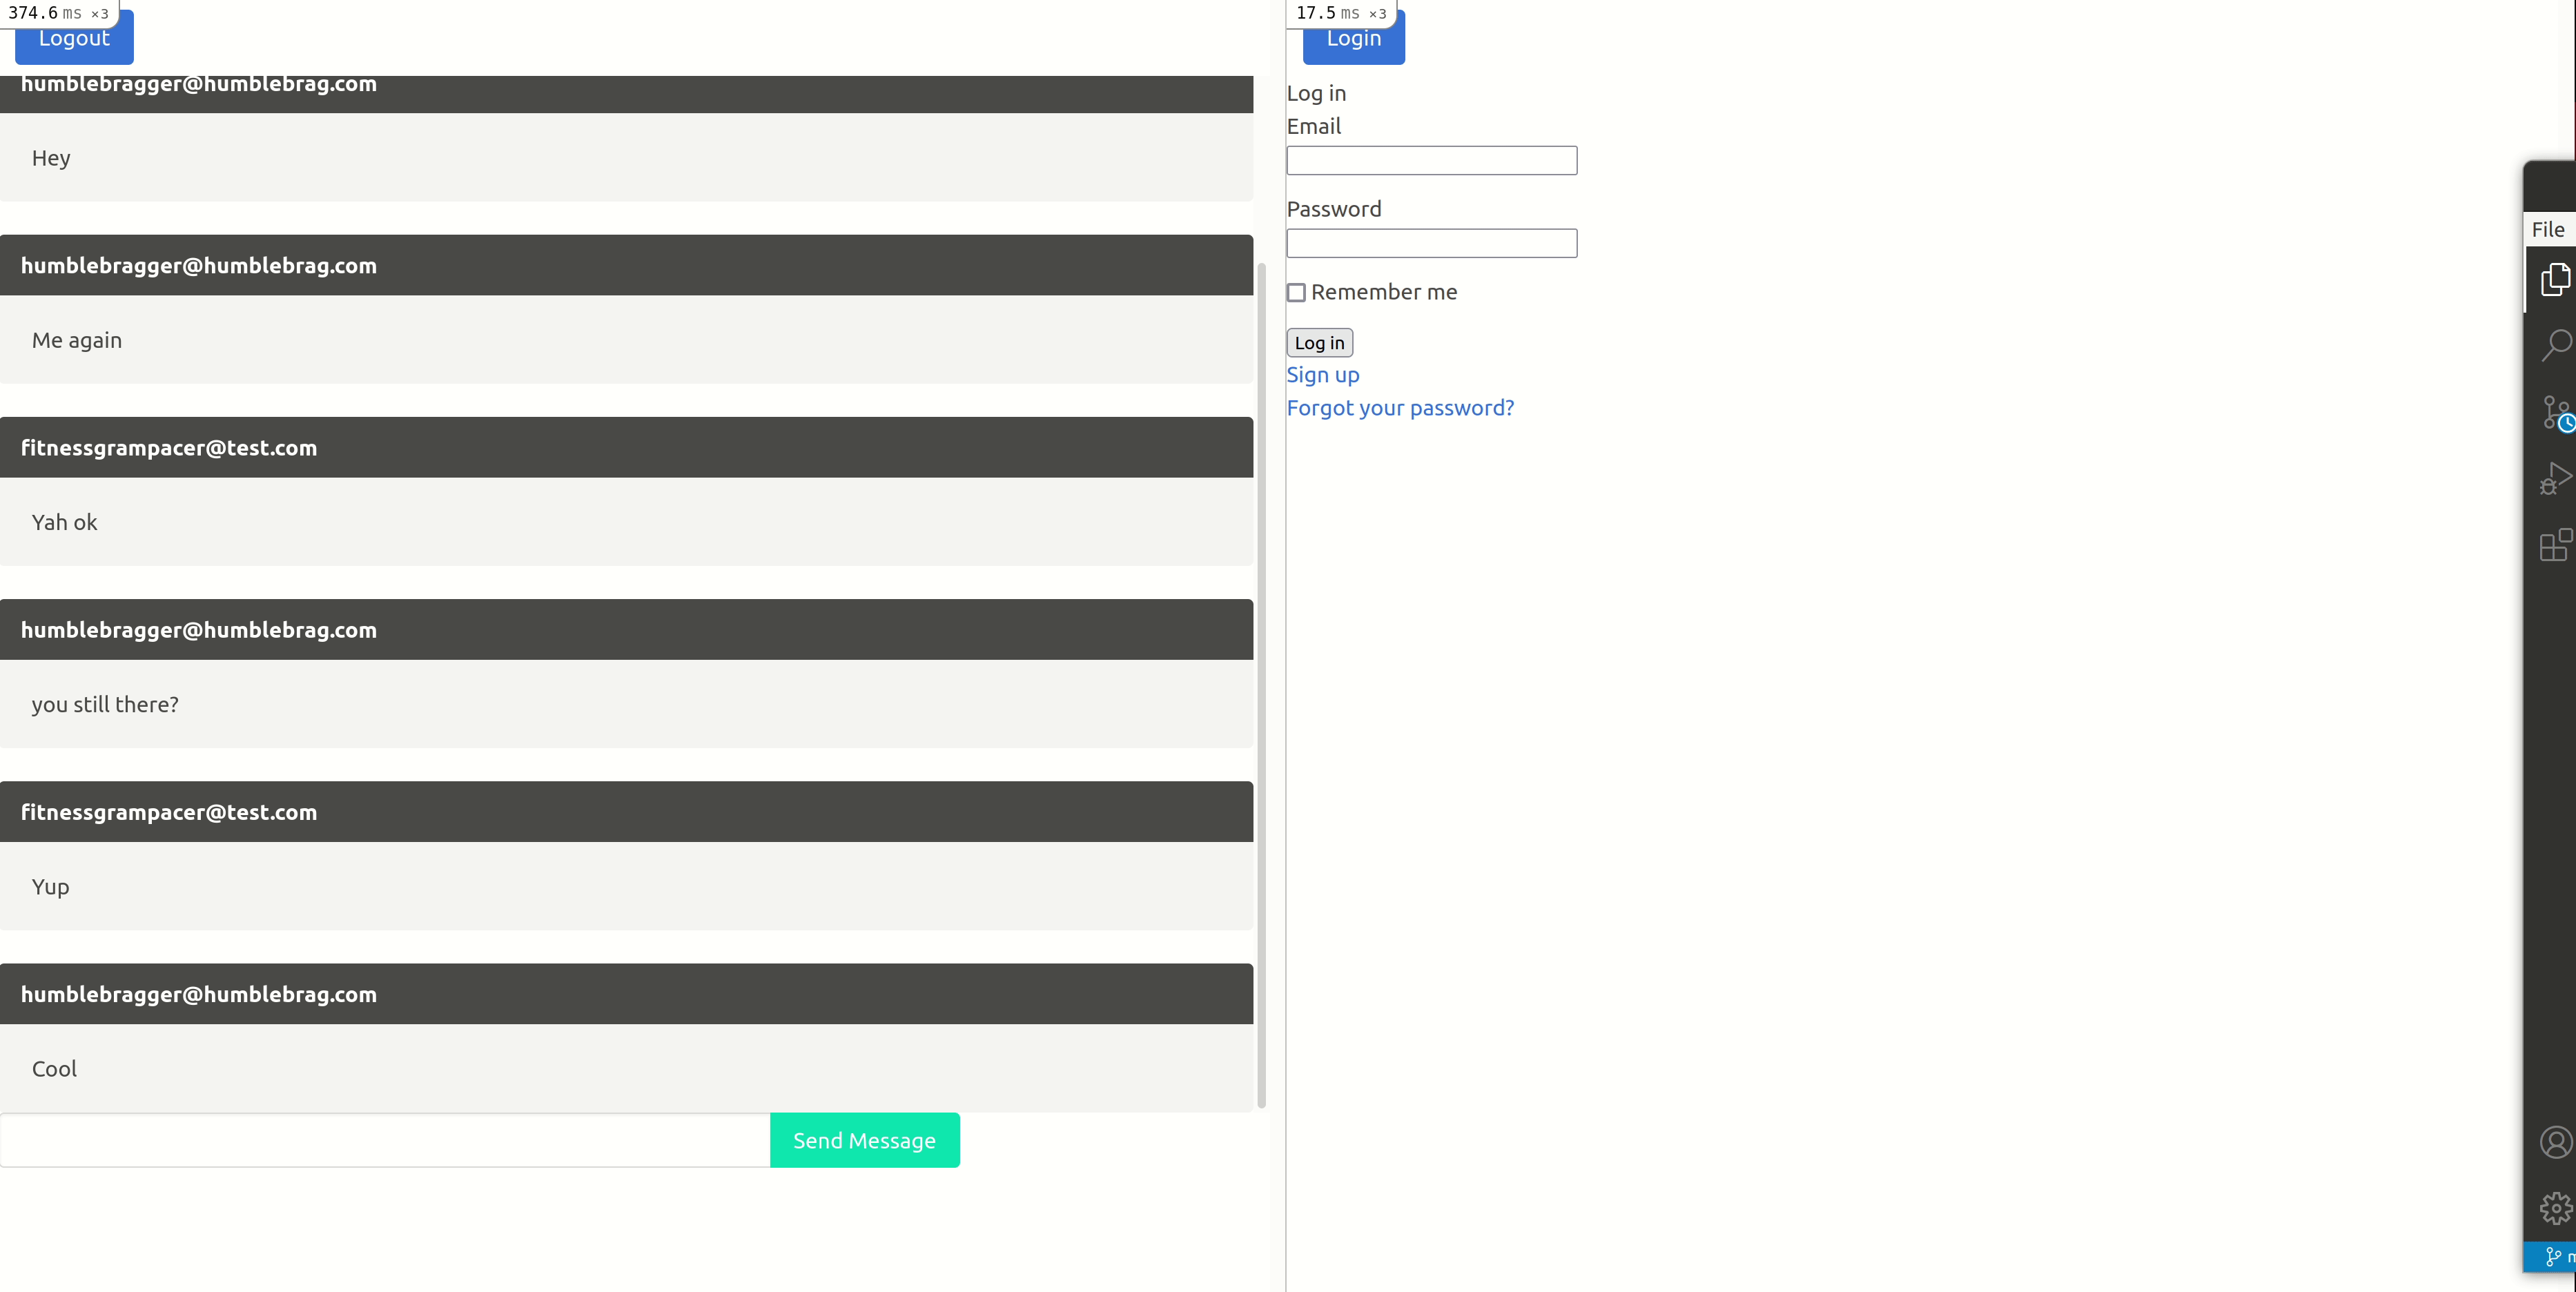 374.6 ms ×3
Logout
humblebragger@humblebrag.com
Hey
humblebragger@humblebrag.com
Me again
fitnessgrampacer@test.com
Yah ok
humblebragger@humblebrag.com
you still there?
fitnessgrampacer@test.com
Yup
humblebragger@humblebrag.com
Cool
Send Message
17.5 ms ×3
Login
Log in
Email
Password
Remember me
Log in
Sign up
Forgot your password?
File